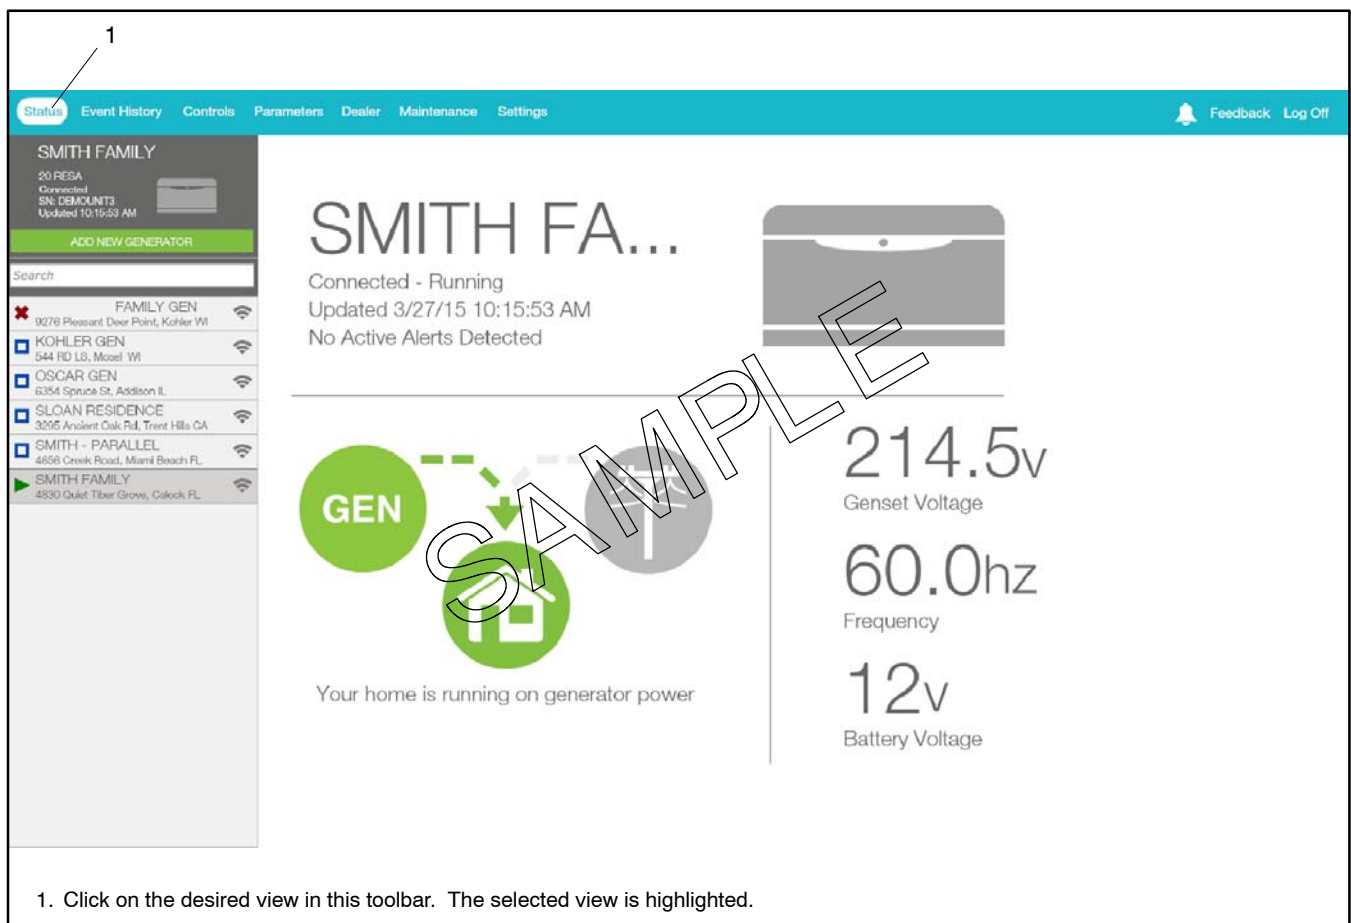 1
Status Event History Controls Parameters Dealer Maintenance Settings Feedback Log Off
SMITH FAMILY
20 RESA
Connected
SN: DEMOUNIT3
Updated 10:15:53 AM
ADD NEW GENERATOR
Search
FAMILY GEN
9276 Pleasant Deer Point, Kohler WI
KOHLER GEN
544 RD LS, Mosel WI
OSCAR GEN
6354 Spruce St, Addison IL
SLOAN RESIDENCE
3295 Ancient Oak Rd, Trent Hills CA
SMITH - PARALLEL
4656 Creek Road, Miami Beach FL
SMITH FAMILY
4830 Quiet Tiber Grove, Calock FL
SMITH FA...
Connected - Running
Updated 3/27/15 10:15:53 AM
No Active Alerts Detected
GEN
Your home is running on generator power
214.5v
Genset Voltage
60.0hz
Frequency
12v
Battery Voltage
SAMPLE
1. Click on the desired view in this toolbar. The selected view is highlighted.